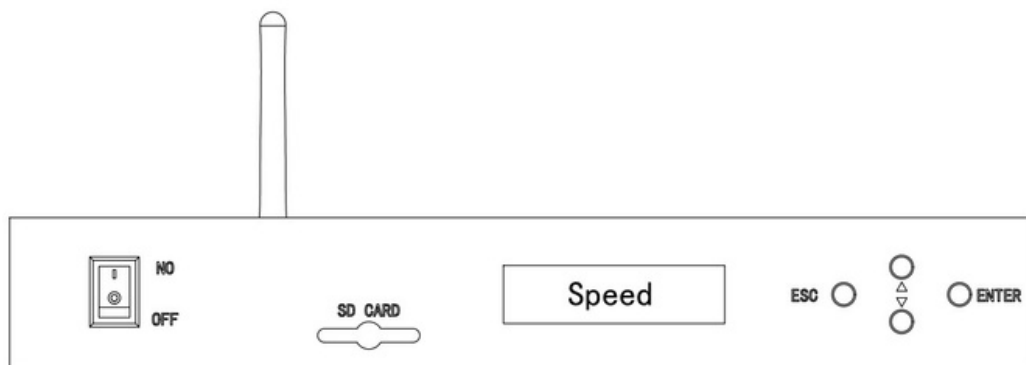 NO
OFF
SD CARD
Speed
ESC
ENTER